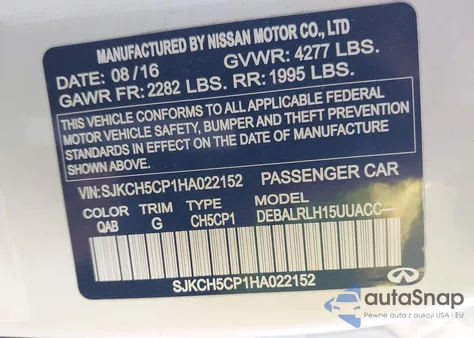 MANUFACTURED BY NISSAN MOTOR CO., LTD
DATE: 08/16 GVWR: 4277 LBS.
GAWR FR: 2282 LBS. RR: 1995 LBS.
THIS VEHICLE CONFORMS TO ALL APPLICABLE FEDERAL
MOTOR VEHICLE SAFETY, BUMPER AND THEFT PREVENTION
STANDARDS IN EFFECT ON THE DATE OF MANUFACTURE
SHOWN ABOVE.
VIN: SJKCH5CP1HA022152 PASSENGER CAR
COLOR TRIM TYPE MODEL
QAB G CH5CP1 DEBALRLH15UUACC—
SJKCH5CP1HA022152
INFINITI
autoSnap
Pewne auta z USA i EU